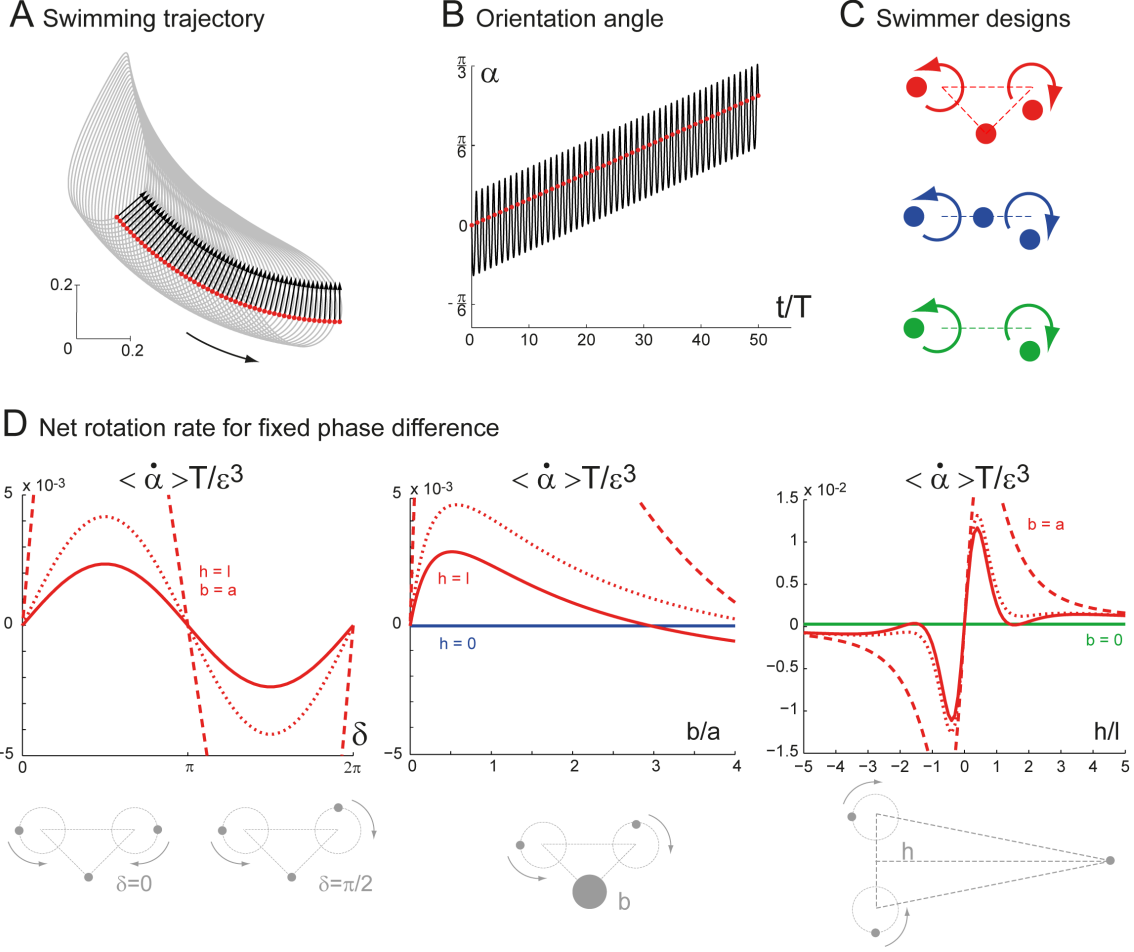 A Swimming trajectory
0.2
0
0.2
B Orientation angle
α
π/3
π/6
0
-π/6
0 10 20 30 40 50
t/T
C Swimmer designs
D Net rotation rate for fixed phase difference
< α̇ >T/ε³
5 x 10⁻³
0
−5
h = l
b = a
δ
0 π 2π
δ=0
δ=π/2
< α̇ >T/ε³
5 x 10⁻³
0
−5
h = l
h = 0
b/a
0 1 2 3 4
b
< α̇ >T/ε³
1.5 x 10⁻²
1
0.5
0
−0.5
−1
−1.5
b = a
b = 0
h/l
−5 −4 −3 −2 −1 0 1 2 3 4 5
h